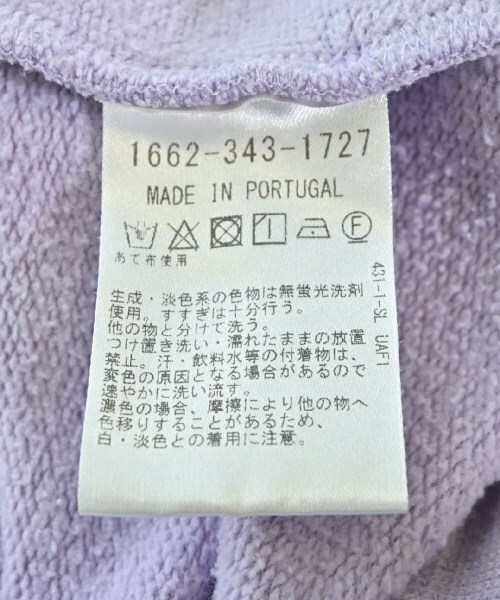 1662-343-1727
MADE IN PORTUGAL
F
あて布使用
生成・淡色系の色物は無蛍光洗剤
使用。すすぎは十分行う。
他の物と分けて洗う。
つけ置き洗い・濡れたままの放置
禁止。汗・飲料水等の付着物は、
変色の原因となる場合があるので
速やかに洗い流す。
濃色の場合、摩擦により他の物へ
色移りすることがあるため、
白・淡色との着用に注意。
431-1-SL UAF1